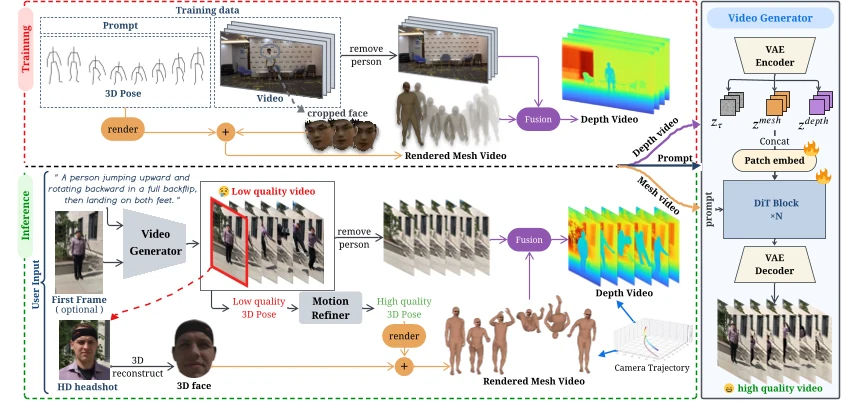 Trainnng
Training data
Prompt
3D Pose
Video
remove
person
cropped face
render
+
Rendered Mesh Video
Fusion
Depth Video
Depth video
Prompt
Mesh video
Inference
User Input
“ A person jumping upward and
rotating backward in a full backflip,
then landing on both feet. ”
First Frame
( optional )
Video
Generator
Low quality video
remove
person
Fusion
Depth Video
Low quality
3D Pose
Motion
Refiner
High quality
3D Pose
render
+
HD headshot
3D
reconstruct
3D face
Rendered Mesh Video
Camera Trajectory
Video Generator
VAE
Encoder
zτ
z^mesh
z^depth
Concat
Patch embed
prompt
DiT Block
×N
VAE
Decoder
high quality video